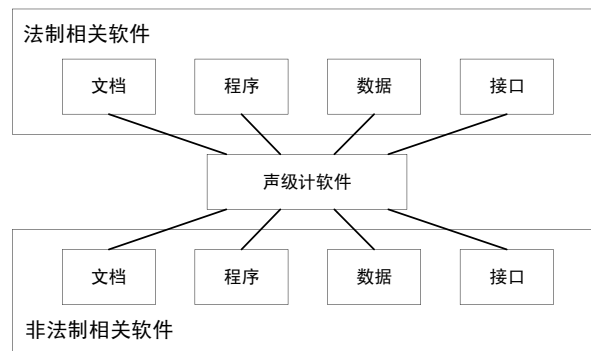 法制相关软件
文档 程序 数据 接口
声级计软件
文档 程序 数据 接口
非法制相关软件